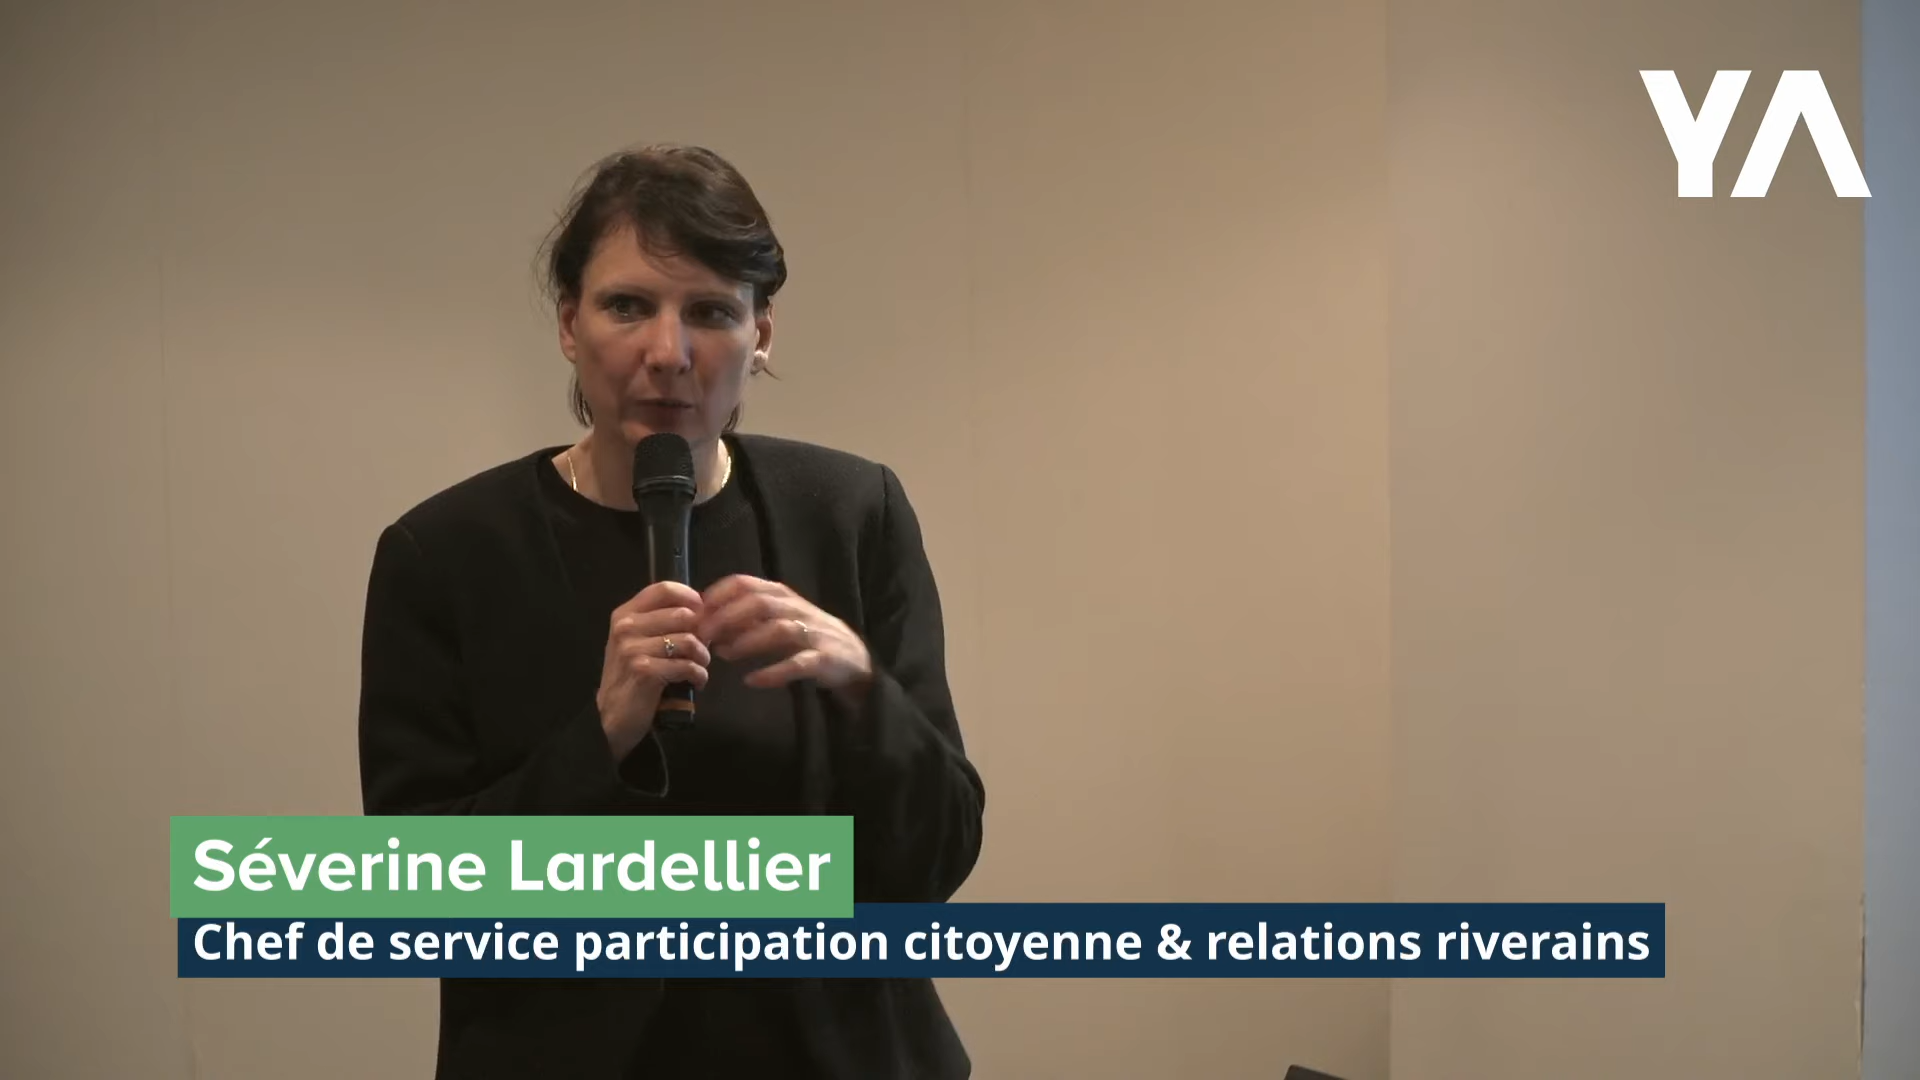 YA
Séverine Lardellier
Chef de service participation citoyenne & relations riverains